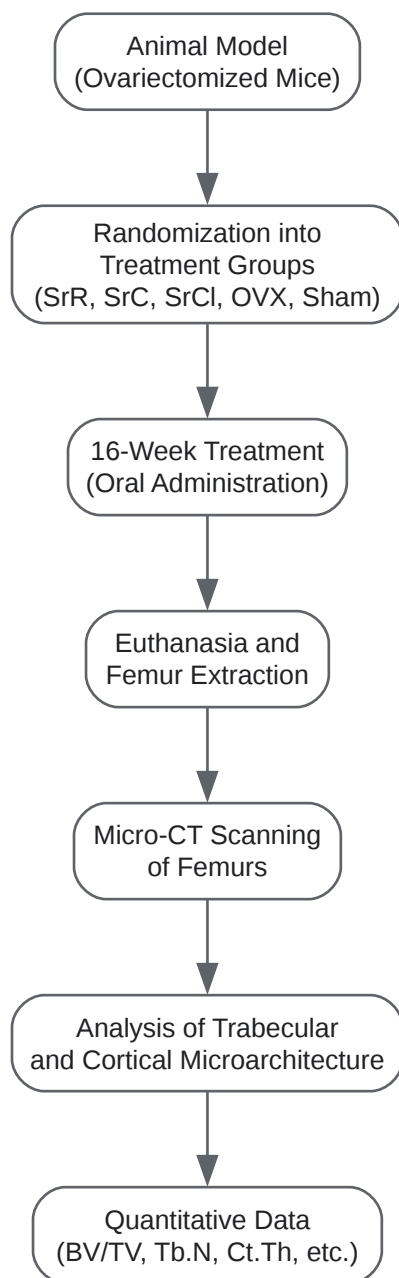 Animal Model
(Ovariectomized Mice)
Randomization into
Treatment Groups
(SrR, SrC, SrCl, OVX, Sham)
16-Week Treatment
(Oral Administration)
Euthanasia and
Femur Extraction
Micro-CT Scanning
of Femurs
Analysis of Trabecular
and Cortical Microarchitecture
Quantitative Data
(BV/TV, Tb.N, Ct.Th, etc.)